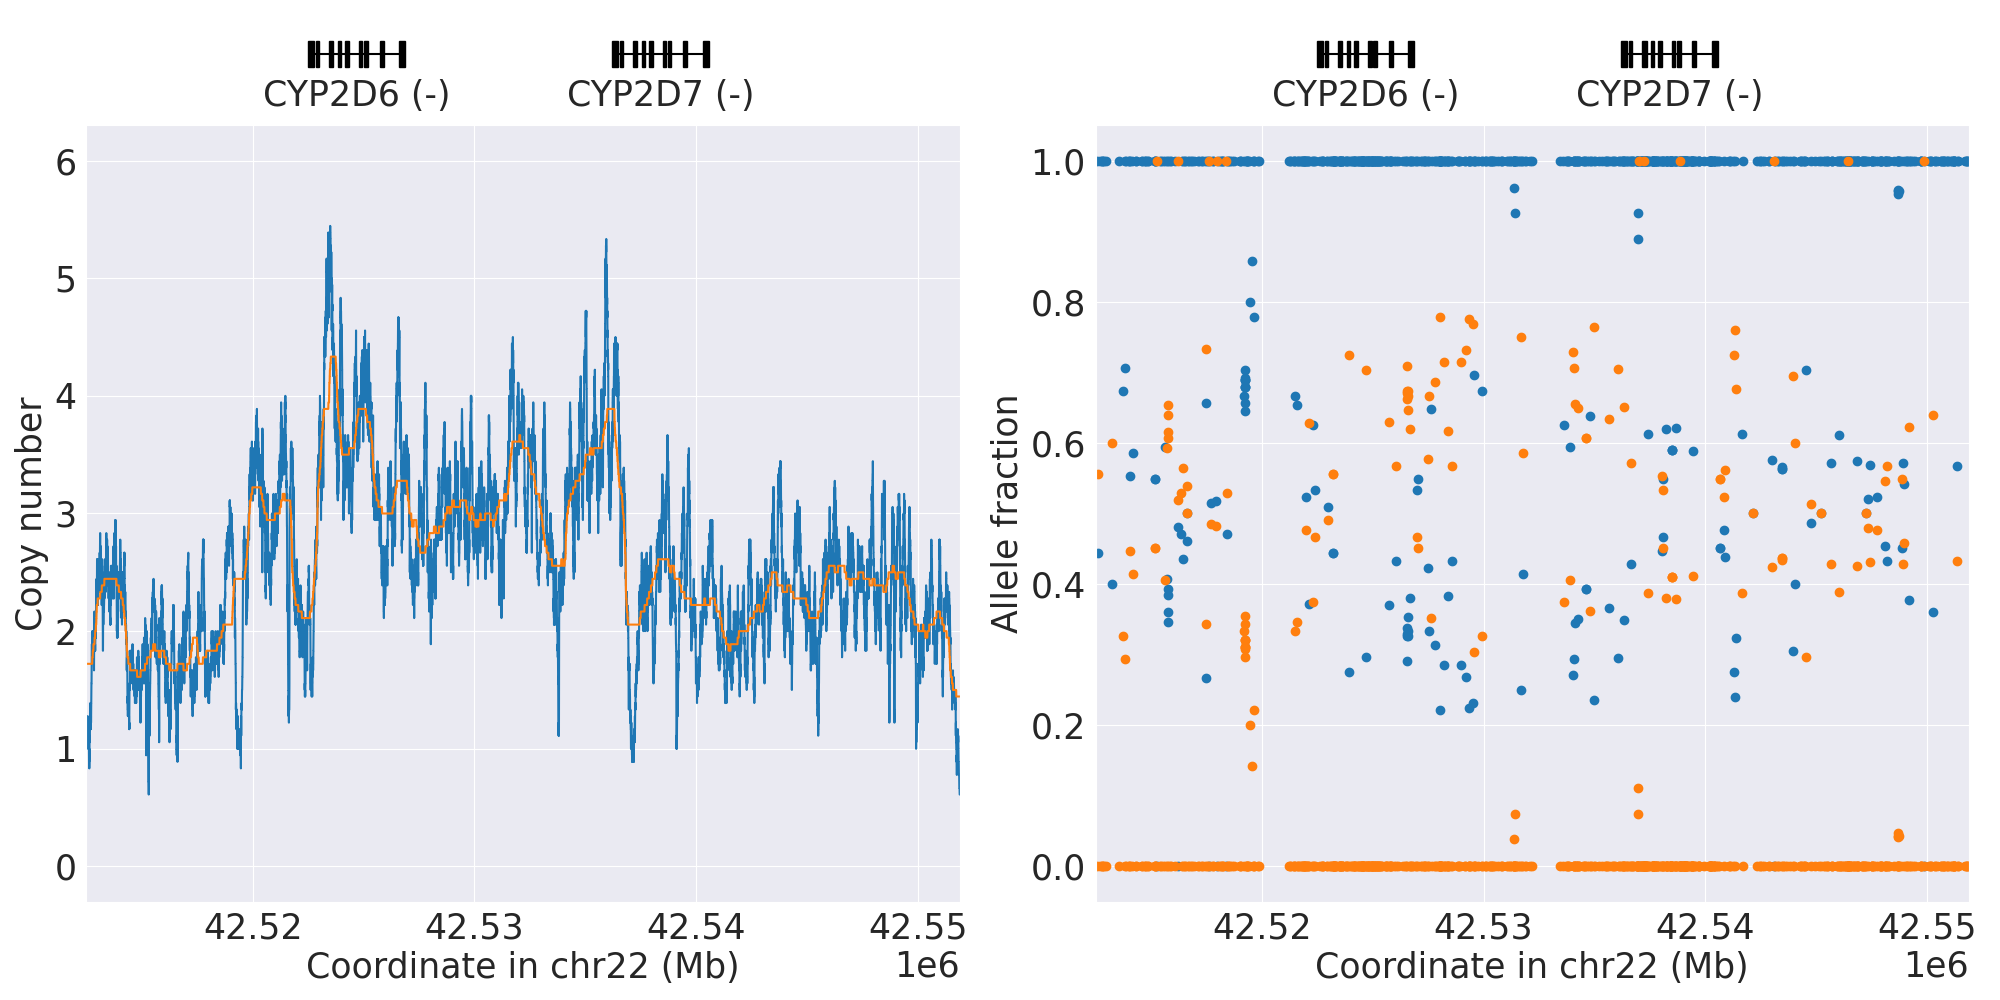 CYP2D6 (-) CYP2D7 (-)
Copy number
6
5
4
3
2
1
0
42.52 42.53 42.54 42.55
Coordinate in chr22 (Mb)
1e6
CYP2D6 (-) CYP2D7 (-)
Allele fraction
1.0
0.8
0.6
0.4
0.2
0.0
42.52 42.53 42.54 42.55
Coordinate in chr22 (Mb)
1e6